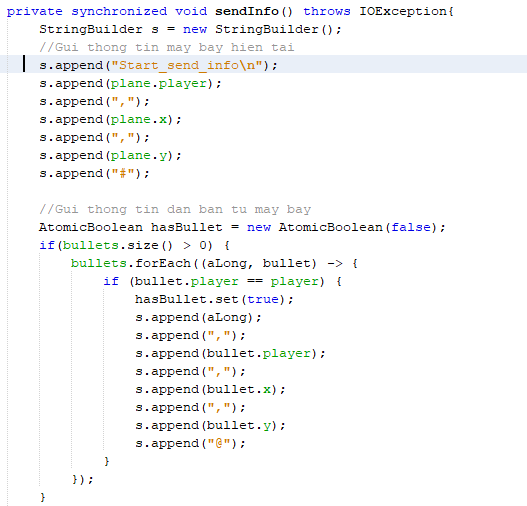 private synchronized void sendInfo() throws IOException{
    StringBuilder s = new StringBuilder();
    //Gui thong tin may bay hien tai
    s.append("Start_send_info\n");
    s.append(plane.player);
    s.append(",");
    s.append(plane.x);
    s.append(",");
    s.append(plane.y);
    s.append("#");

    //Gui thong tin dan ban tu may bay
    AtomicBoolean hasBullet = new AtomicBoolean(false);
    if(bullets.size() > 0) {
        bullets.forEach((aLong, bullet) -> {
            if (bullet.player == player) {
                hasBullet.set(true);
                s.append(aLong);
                s.append(",");
                s.append(bullet.player);
                s.append(",");
                s.append(bullet.x);
                s.append(",");
                s.append(bullet.y);
                s.append("@");
            }
        });
    }